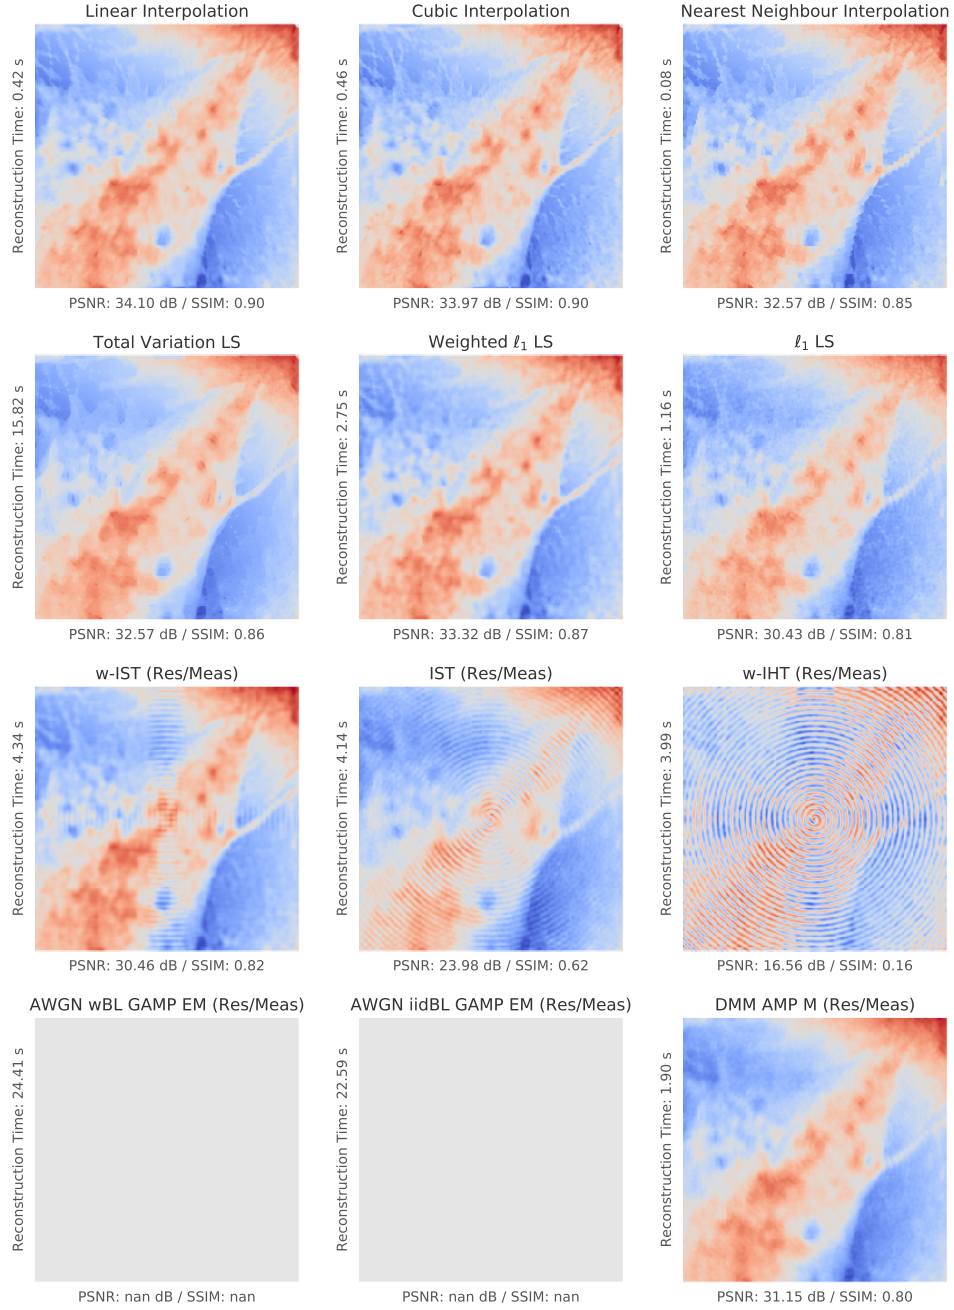 Linear Interpolation
Cubic Interpolation
Nearest Neighbour Interpolation
Reconstruction Time: 0.42 s
Reconstruction Time: 0.46 s
Reconstruction Time: 0.08 s
PSNR: 34.10 dB / SSIM: 0.90
PSNR: 33.97 dB / SSIM: 0.90
PSNR: 32.57 dB / SSIM: 0.85
Total Variation LS
Weighted ℓ₁ LS
ℓ₁ LS
Reconstruction Time: 15.82 s
Reconstruction Time: 2.75 s
Reconstruction Time: 1.16 s
PSNR: 32.57 dB / SSIM: 0.86
PSNR: 33.32 dB / SSIM: 0.87
PSNR: 30.43 dB / SSIM: 0.81
w-IST (Res/Meas)
IST (Res/Meas)
w-IHT (Res/Meas)
Reconstruction Time: 4.34 s
Reconstruction Time: 4.14 s
Reconstruction Time: 3.99 s
PSNR: 30.46 dB / SSIM: 0.82
PSNR: 23.98 dB / SSIM: 0.62
PSNR: 16.56 dB / SSIM: 0.16
AWGN wBL GAMP EM (Res/Meas)
AWGN iidBL GAMP EM (Res/Meas)
DMM AMP M (Res/Meas)
Reconstruction Time: 24.41 s
Reconstruction Time: 22.59 s
Reconstruction Time: 1.90 s
PSNR: nan dB / SSIM: nan
PSNR: nan dB / SSIM: nan
PSNR: 31.15 dB / SSIM: 0.80